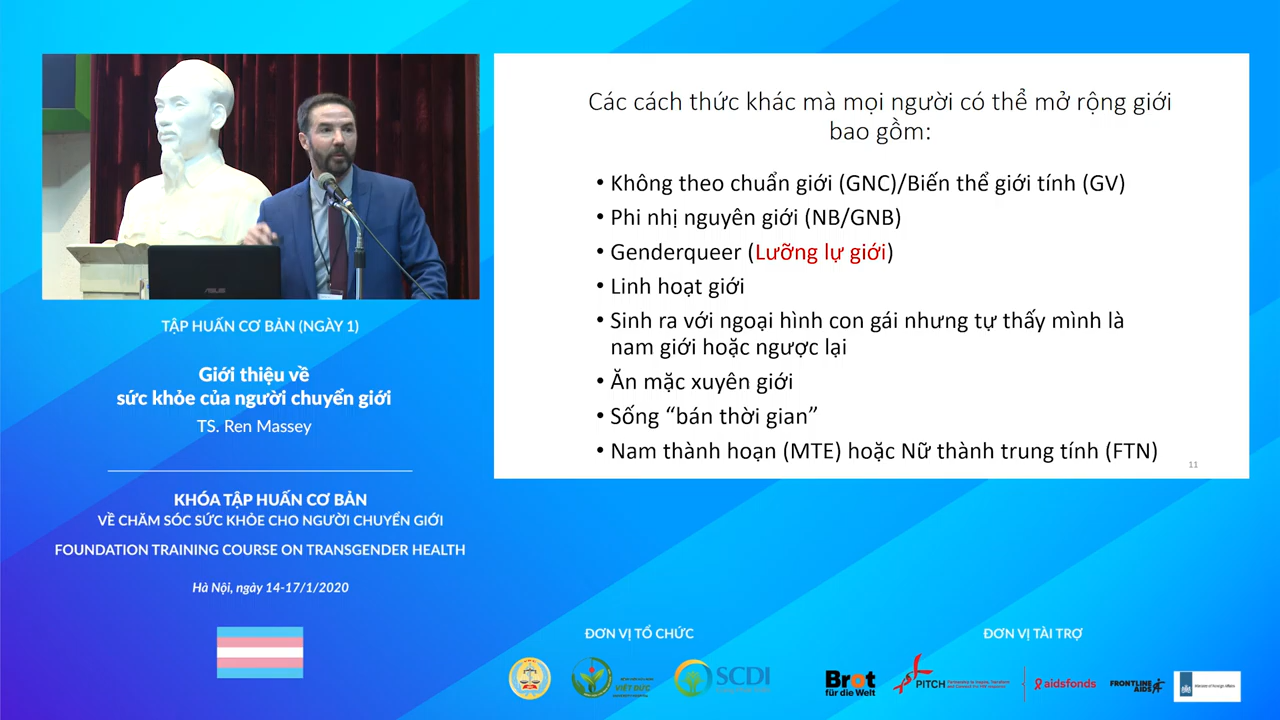 ASUS
TẬP HUẤN CƠ BẢN (NGÀY 1)
Giới thiệu về
sức khỏe của người chuyển giới
TS. Ren Massey
KHÓA TẬP HUẤN CƠ BẢN
VỀ CHĂM SÓC SỨC KHỎE CHO NGƯỜI CHUYỂN GIỚI
FOUNDATION TRAINING COURSE ON TRANSGENDER HEALTH
Hà Nội, ngày 14-17/1/2020
Các cách thức khác mà mọi người có thể mở rộng giới
bao gồm:
• Không theo chuẩn giới (GNC)/Biến thể giới tính (GV)
• Phi nhị nguyên giới (NB/GNB)
• Genderqueer (Lưỡng lự giới)
• Linh hoạt giới
• Sinh ra với ngoại hình con gái nhưng tự thấy mình là
nam giới hoặc ngược lại
• Ăn mặc xuyên giới
• Sống “bán thời gian”
• Nam thành hoạn (MTE) hoặc Nữ thành trung tính (FTN)
11
ĐƠN VỊ TỔ CHỨC
VIỆT ĐỨC
SCDI
ĐƠN VỊ TÀI TRỢ
Brot
für die Welt
PITCH
aidsfonds
FRONTLINE
AIDS
Ministry of Foreign Affairs